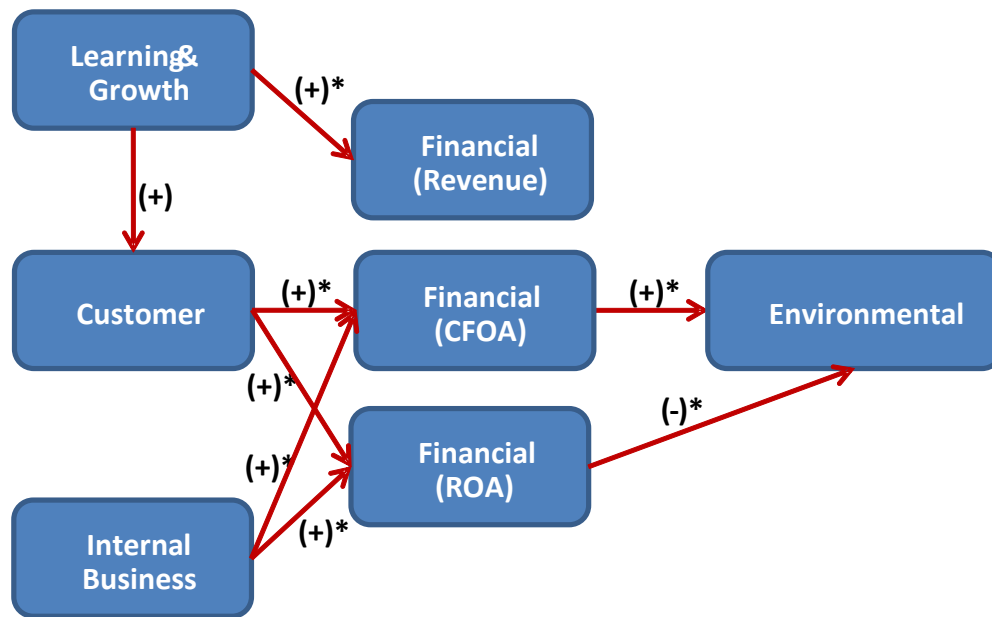 Learning&
Growth
(+)*
Financial
(Revenue)
(+)
Customer
(+)*
Financial
(CFOA)
(+)*
Environmental
(+)*
(-)*
Financial
(ROA)
(+)*
(+)*
Internal
Business